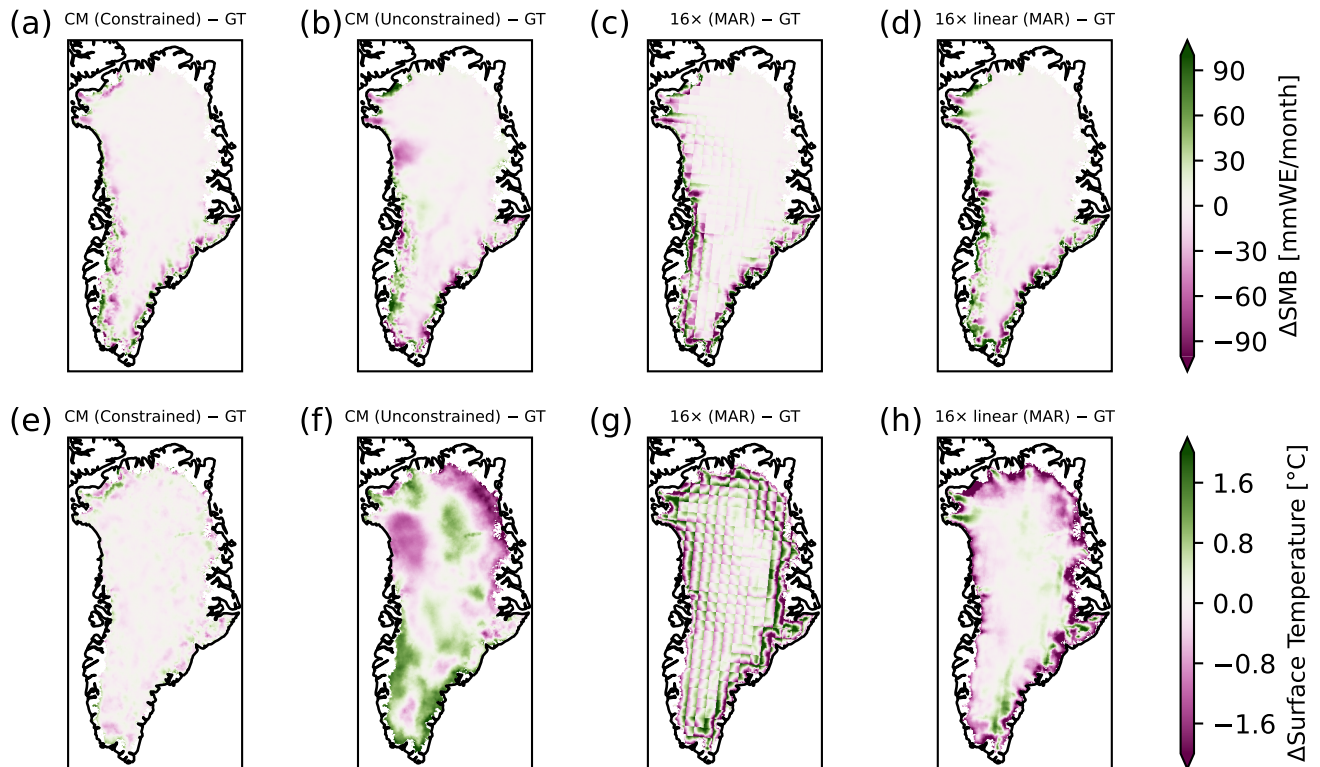 (a) CM (Constrained) − GT
(b) CM (Unconstrained) − GT
(c) 16× (MAR) − GT
(d) 16× linear (MAR) − GT
90
60
30
0
−30
−60
−90
ΔSMB [mmWE/month]
(e) CM (Constrained) − GT
(f) CM (Unconstrained) − GT
(g) 16× (MAR) − GT
(h) 16× linear (MAR) − GT
1.6
0.8
0.0
−0.8
−1.6
ΔSurface Temperature [°C]